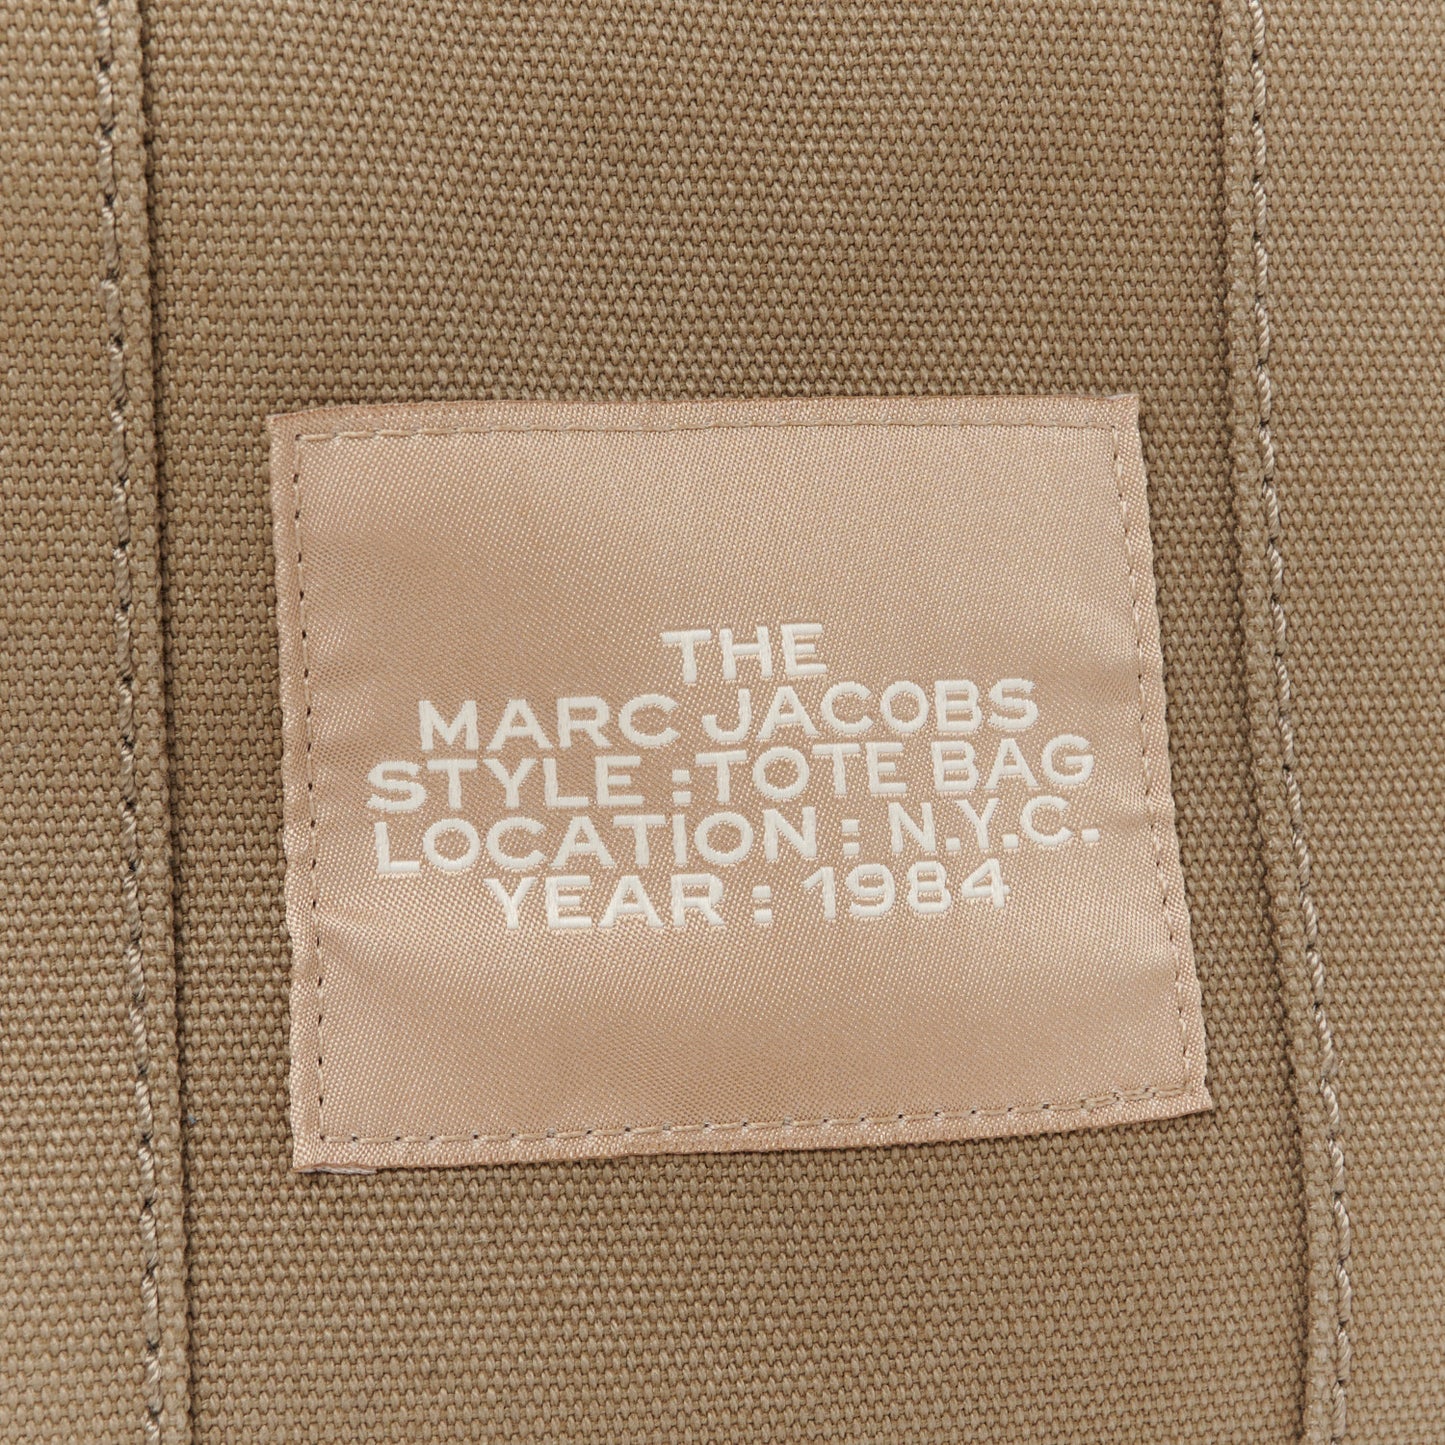 THE
MARC JACOBS
STYLE :TOTE BAG
LOCATION : N.Y.C.
YEAR : 1984